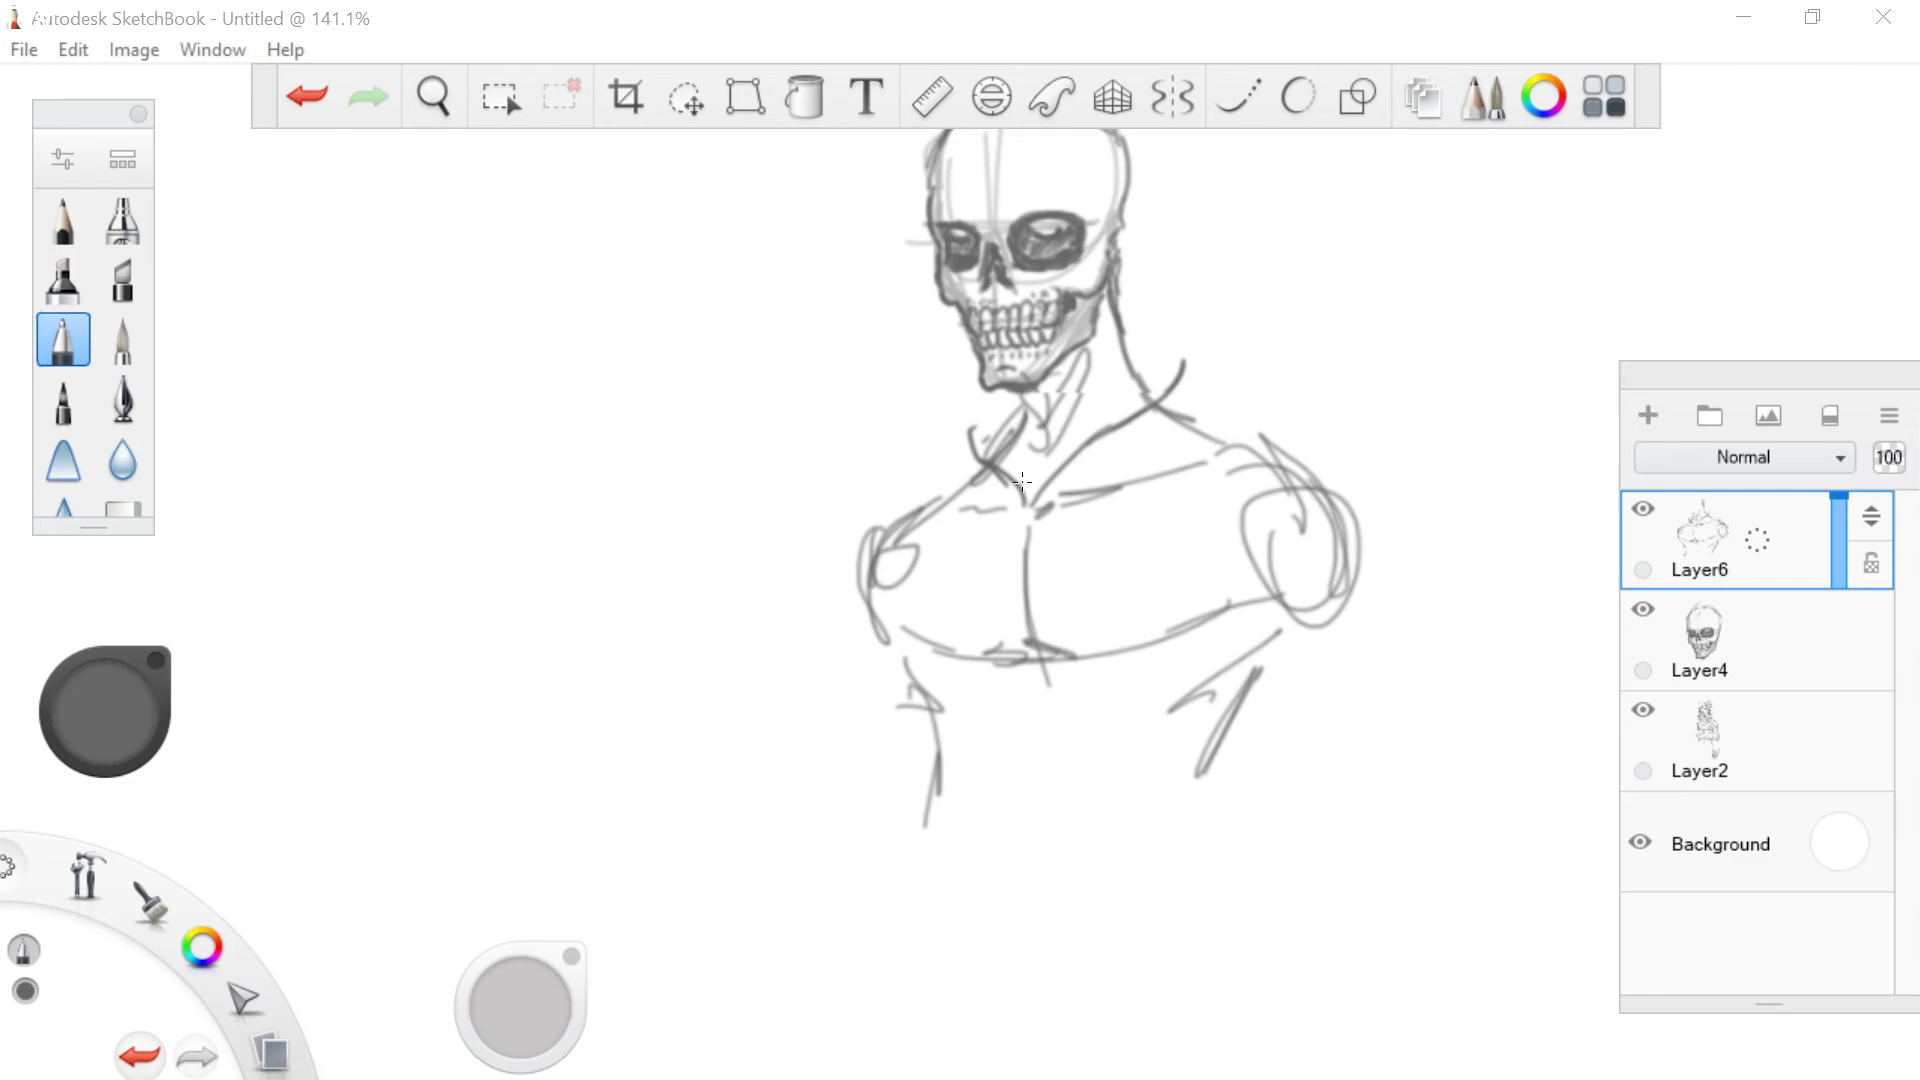 Autodesk SketchBook - Untitled @ 141.1%
File Edit Image Window Help
T
Normal 100
Layer6
Layer4
Layer2
Background